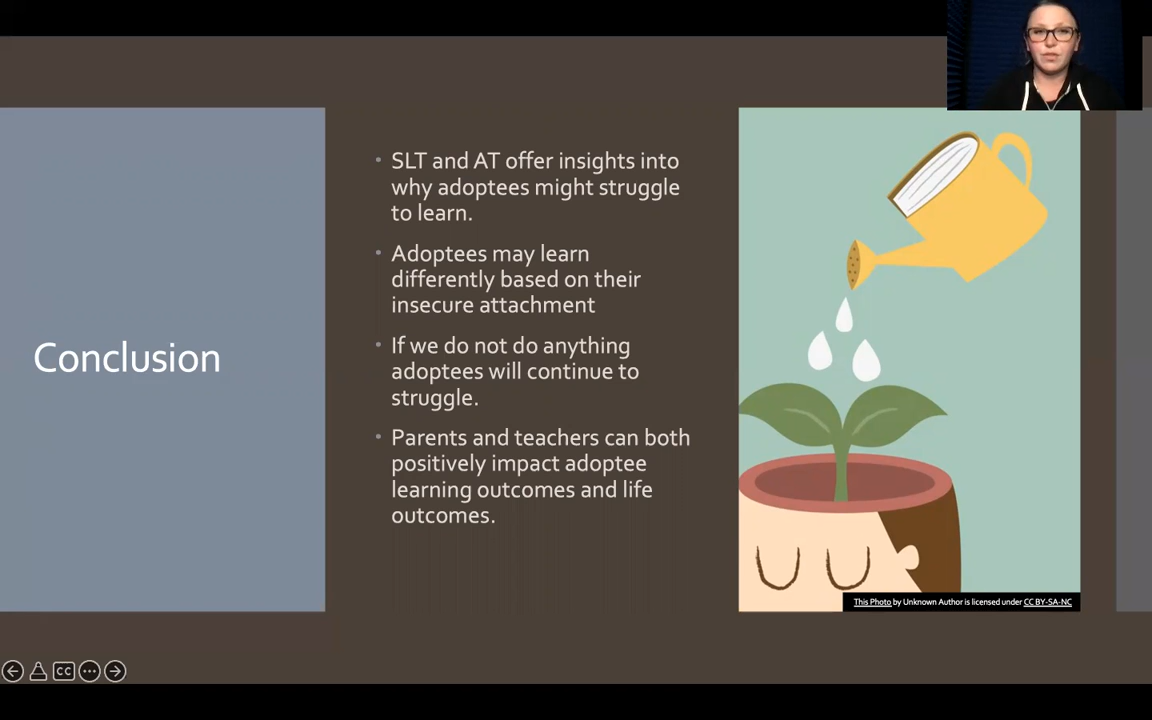 Conclusion
SLT and AT offer insights into
why adoptees might struggle
to learn.
Adoptees may learn
differently based on their
insecure attachment
If we do not do anything
adoptees will continue to
struggle.
Parents and teachers can both
positively impact adoptee
learning outcomes and life
outcomes.
This Photo by Unknown Author is licensed under CC BY-SA-NC
CC